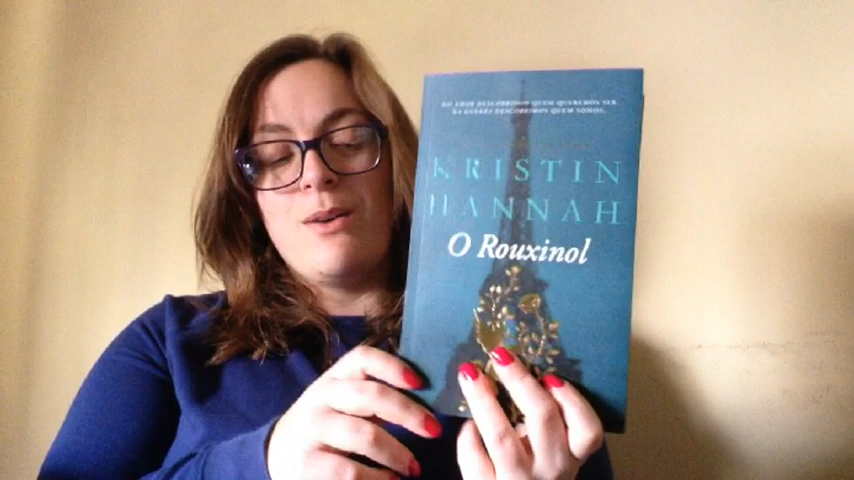 NO AMOR DESCOBRIMOS QUEM QUEREMOS SER.
NA GUERRA DESCOBRIMOS QUEM SOMOS.
KRISTIN
HANNAH
O Rouxinol